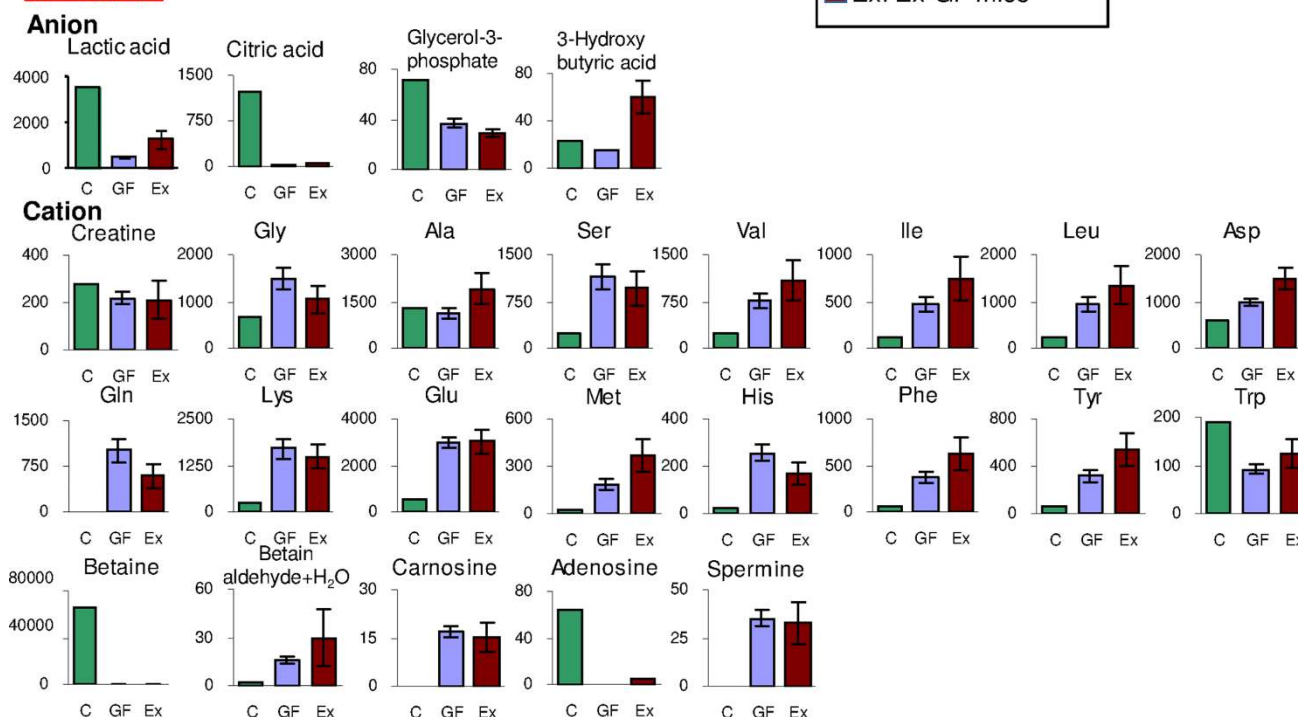 Anion
Lactic acid
4000
2000
0
C GF Ex
Citric acid
1500
750
0
C GF Ex
Glycerol-3-
phosphate
80
40
0
C GF Ex
3-Hydroxy
butyric acid
80
40
0
C GF Ex
Cation
Creatine
400
200
0
C GF Ex
Gly
2000
1000
0
C GF Ex
Ala
3000
1500
0
C GF Ex
Ser
1500
750
0
C GF Ex
Val
1500
750
0
C GF Ex
Ile
1000
500
0
C GF Ex
Leu
2000
1000
0
C GF Ex
Asp
2000
1000
0
C GF Ex
Gln
1500
750
0
C GF Ex
Lys
2500
1250
0
C GF Ex
Glu
4000
2000
0
C GF Ex
Met
600
300
0
C GF Ex
His
400
200
0
C GF Ex
Phe
1000
500
0
C GF Ex
Tyr
800
400
0
C GF Ex
Trp
200
100
0
C GF Ex
Betaine
80000
40000
0
C GF Ex
Betain
aldehyde+H₂O
60
30
0
C GF Ex
Carnosine
30
15
0
C GF Ex
Adenosine
80
40
0
C GF Ex
Spermine
50
25
0
C GF Ex